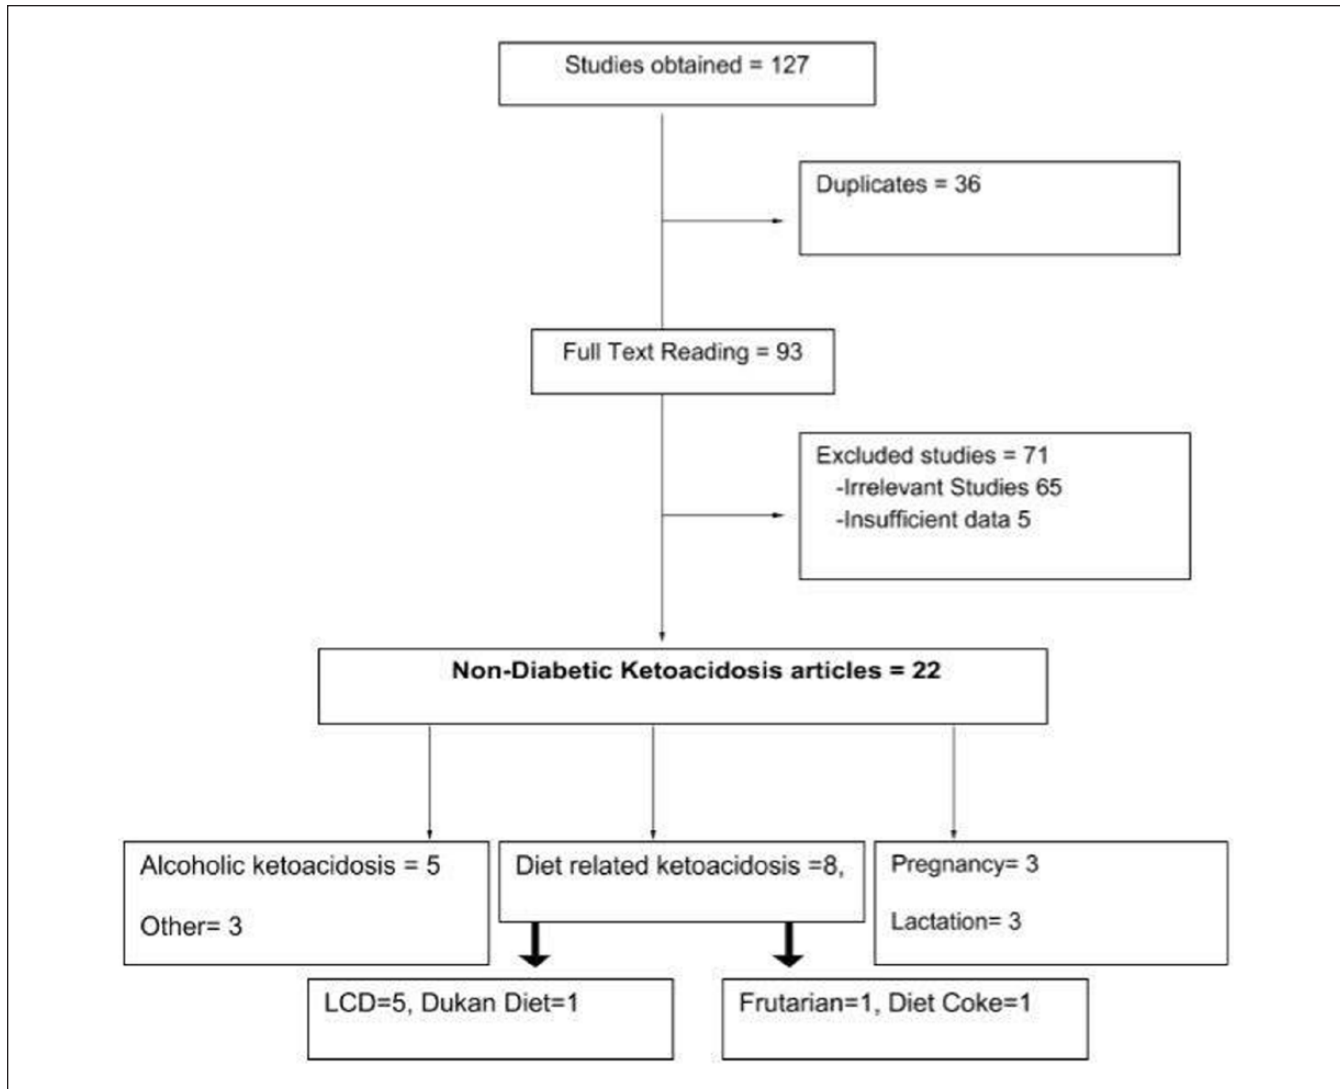 Studies obtained = 127
Duplicates = 36
Full Text Reading = 93
Excluded studies = 71
-Irrelevant Studies 65
-Insufficient data 5
Non-Diabetic Ketoacidosis articles = 22
Alcoholic ketoacidosis = 5
Other= 3
Diet related ketoacidosis =8,
Pregnancy= 3
Lactation= 3
LCD=5, Dukan Diet=1
Frutarian=1, Diet Coke=1